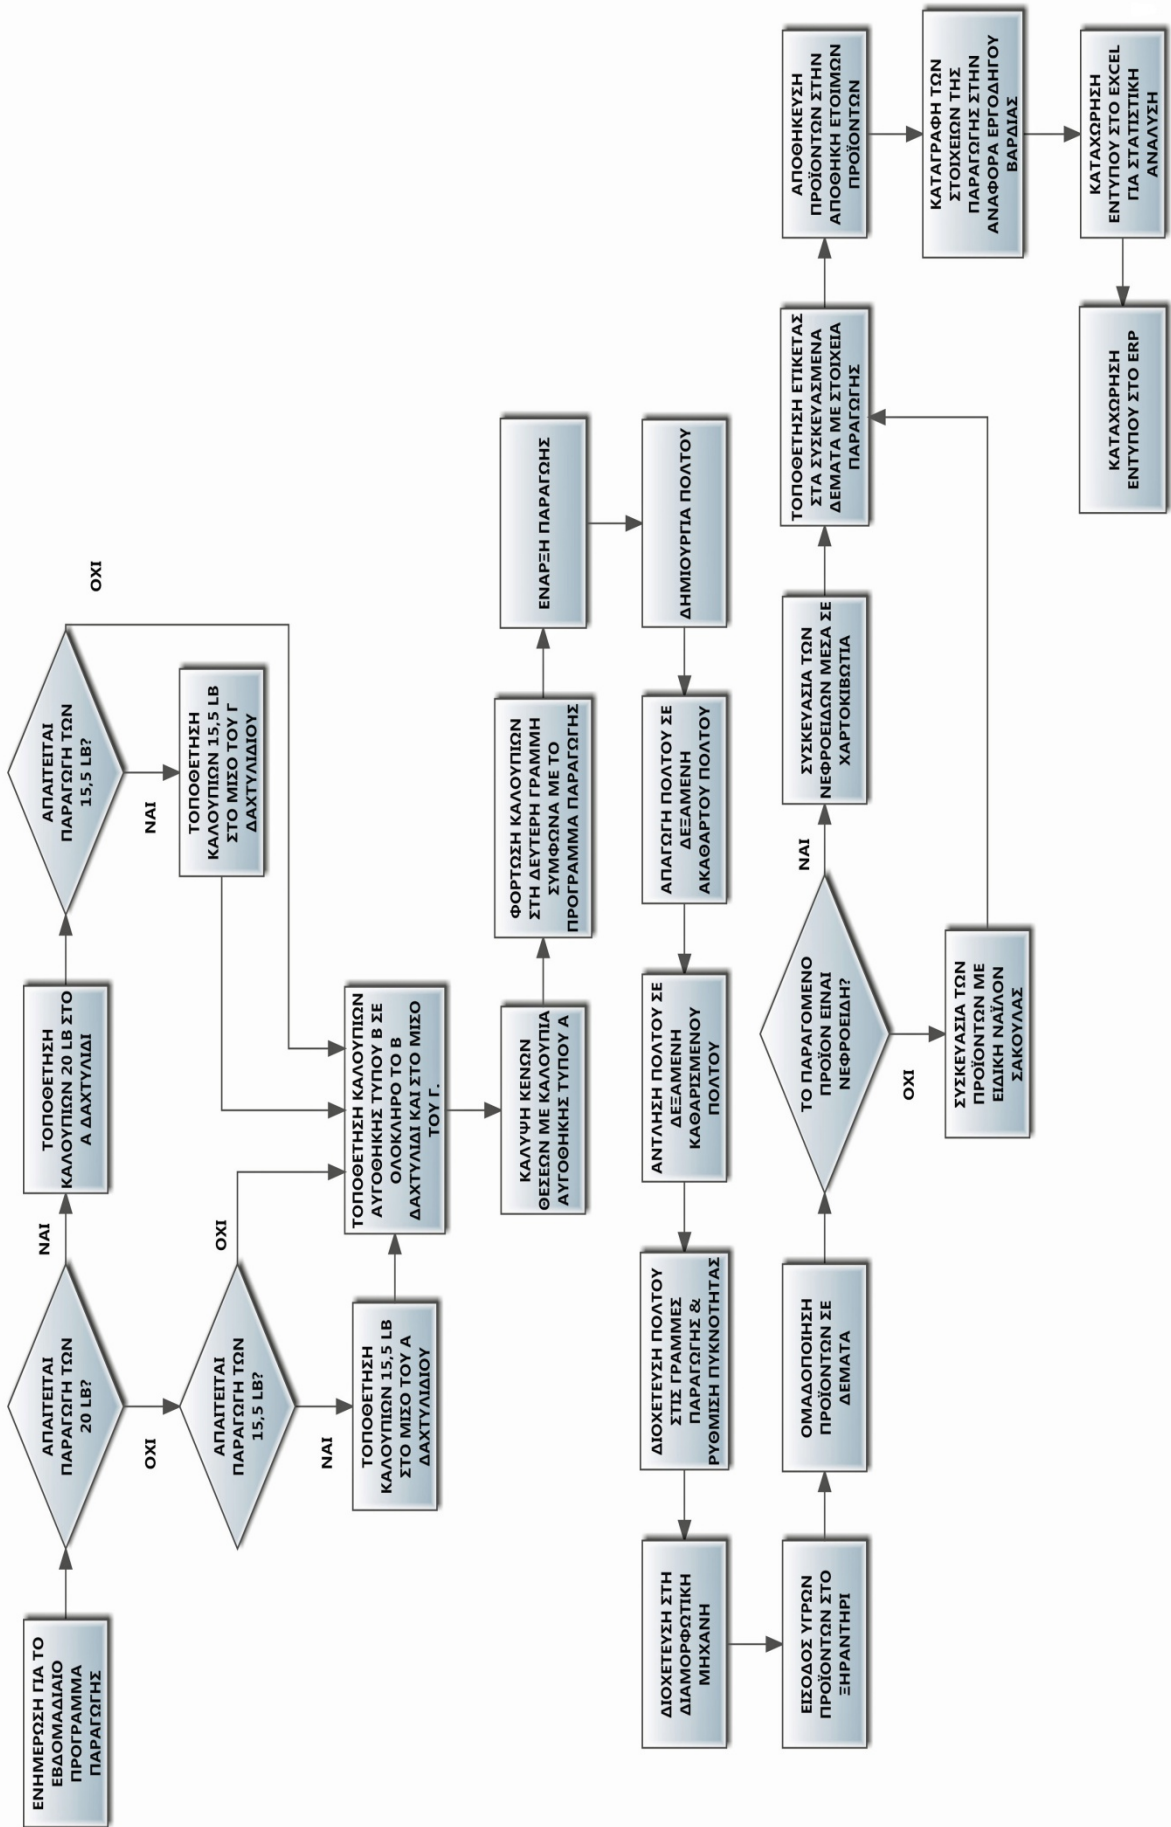 ΕΝΗΜΕΡΩΣΗ ΓΙΑ ΤΟ
ΕΒΔΟΜΑΔΙΑΙΟ
ΠΡΟΓΡΑΜΜΑ
ΠΑΡΑΓΩΓΗΣ
ΑΠΑΙΤΕΙΤΑΙ
ΠΑΡΑΓΩΓΗ ΤΩΝ
20 LB?
ΝΑΙ
ΟΧΙ
ΤΟΠΟΘΕΤΗΣΗ
ΚΑΛΟΥΠΙΩΝ 20 LB ΣΤΟ
Α ΔΑΧΤΥΛΙΔΙ
ΑΠΑΙΤΕΙΤΑΙ
ΠΑΡΑΓΩΓΗ ΤΩΝ
15,5 LB?
ΟΧΙ
ΝΑΙ
ΤΟΠΟΘΕΤΗΣΗ
ΚΑΛΟΥΠΙΩΝ 15,5 LB
ΣΤΟ ΜΙΣΟ ΤΟΥ Γ
ΔΑΧΤΥΛΙΔΙΟΥ
ΑΠΑΙΤΕΙΤΑΙ
ΠΑΡΑΓΩΓΗ ΤΩΝ
15,5 LB?
ΟΧΙ
ΝΑΙ
ΤΟΠΟΘΕΤΗΣΗ
ΚΑΛΟΥΠΙΩΝ 15,5 LB
ΣΤΟ ΜΙΣΟ ΤΟΥ Α
ΔΑΧΤΥΛΙΔΙΟΥ
ΤΟΠΟΘΕΤΗΣΗ ΚΑΛΟΥΠΙΩΝ
ΑΥΓΟΘΗΚΗΣ ΤΥΠΟΥ Β ΣΕ
ΟΛΟΚΛΗΡΟ ΤΟ Β
ΔΑΧΤΥΛΙΔΙ ΚΑΙ ΣΤΟ ΜΙΣΟ
ΤΟΥ Γ.
ΚΑΛΥΨΗ ΚΕΝΩΝ
ΘΕΣΕΩΝ ΜΕ ΚΑΛΟΥΠΙΑ
ΑΥΓΟΘΗΚΗΣ ΤΥΠΟΥ Α
ΦΟΡΤΩΣΗ ΚΑΛΟΥΠΙΩΝ
ΣΤΗ ΔΕΥΤΕΡΗ ΓΡΑΜΜΗ
ΣΥΜΦΩΝΑ ΜΕ ΤΟ
ΠΡΟΓΡΑΜΜΑ ΠΑΡΑΓΩΓΗΣ
ΕΝΑΡΞΗ ΠΑΡΑΓΩΓΗΣ
ΔΗΜΙΟΥΡΓΙΑ ΠΟΛΤΟΥ
ΑΠΑΓΩΓΗ ΠΟΛΤΟΥ ΣΕ
ΔΕΞΑΜΕΝΗ
ΑΚΑΘΑΡΤΟΥ ΠΟΛΤΟΥ
ΑΝΤΛΗΣΗ ΠΟΛΤΟΥ ΣΕ
ΔΕΞΑΜΕΝΗ
ΚΑΘΑΡΙΣΜΕΝΟΥ
ΠΟΛΤΟΥ
ΔΙΟΧΕΤΕΥΣΗ ΠΟΛΤΟΥ
ΣΤΙΣ ΓΡΑΜΜΕΣ
ΠΑΡΑΓΩΓΗΣ &
ΡΥΘΜΙΣΗ ΠΥΚΝΟΤΗΤΑΣ
ΔΙΟΧΕΤΕΥΣΗ ΣΤΗ
ΔΙΑΜΟΡΦΩΤΙΚΗ
ΜΗΧΑΝΗ
ΕΙΣΟΔΟΣ ΥΓΡΩΝ
ΠΡΟΪΟΝΤΩΝ ΣΤΟ
ΞΗΡΑΝΤΗΡΙ
ΟΜΑΔΟΠΟΙΗΣΗ
ΠΡΟΪΟΝΤΩΝ ΣΕ
ΔΕΜΑΤΑ
ΤΟ ΠΑΡΑΓΟΜΕΝΟ
ΠΡΟΪΟΝ ΕΙΝΑΙ
ΝΕΦΡΟΕΙΔΗ?
ΝΑΙ
ΟΧΙ
ΣΥΣΚΕΥΑΣΙΑ ΤΩΝ
ΝΕΦΡΟΕΙΔΩΝ ΜΕΣΑ ΣΕ
ΧΑΡΤΟΚΙΒΩΤΙΑ
ΣΥΣΚΕΥΑΣΙΑ ΤΩΝ
ΠΡΟΪΟΝΤΩΝ ΜΕ
ΕΙΔΙΚΗ ΝΑΪΛΟΝ
ΣΑΚΟΥΛΑΣ
ΤΟΠΟΘΕΤΗΣΗ ΕΤΙΚΕΤΑΣ
ΣΤΑ ΣΥΣΚΕΥΑΣΜΕΝΑ
ΔΕΜΑΤΑ ΜΕ ΣΤΟΙΧΕΙΑ
ΠΑΡΑΓΩΓΗΣ
ΑΠΟΘΗΚΕΥΣΗ
ΠΡΟΪΟΝΤΩΝ ΣΤΗΝ
ΑΠΟΘΗΚΗ ΕΤΟΙΜΩΝ
ΠΡΟΪΟΝΤΩΝ
ΚΑΤΑΓΡΑΦΗ ΤΩΝ
ΣΤΟΙΧΕΙΩΝ ΤΗΣ
ΠΑΡΑΓΩΓΗΣ ΣΤΗΝ
ΑΝΑΦΟΡΑ ΕΡΓΟΔΗΓΟΥ
ΒΑΡΔΙΑΣ
ΚΑΤΑΧΩΡΗΣΗ
ΕΝΤΥΠΟΥ ΣΤΟ EXCEL
ΓΙΑ ΣΤΑΤΙΣΤΙΚΗ
ΑΝΑΛΥΣΗ
ΚΑΤΑΧΩΡΗΣΗ
ΕΝΤΥΠΟΥ ΣΤΟ ERP